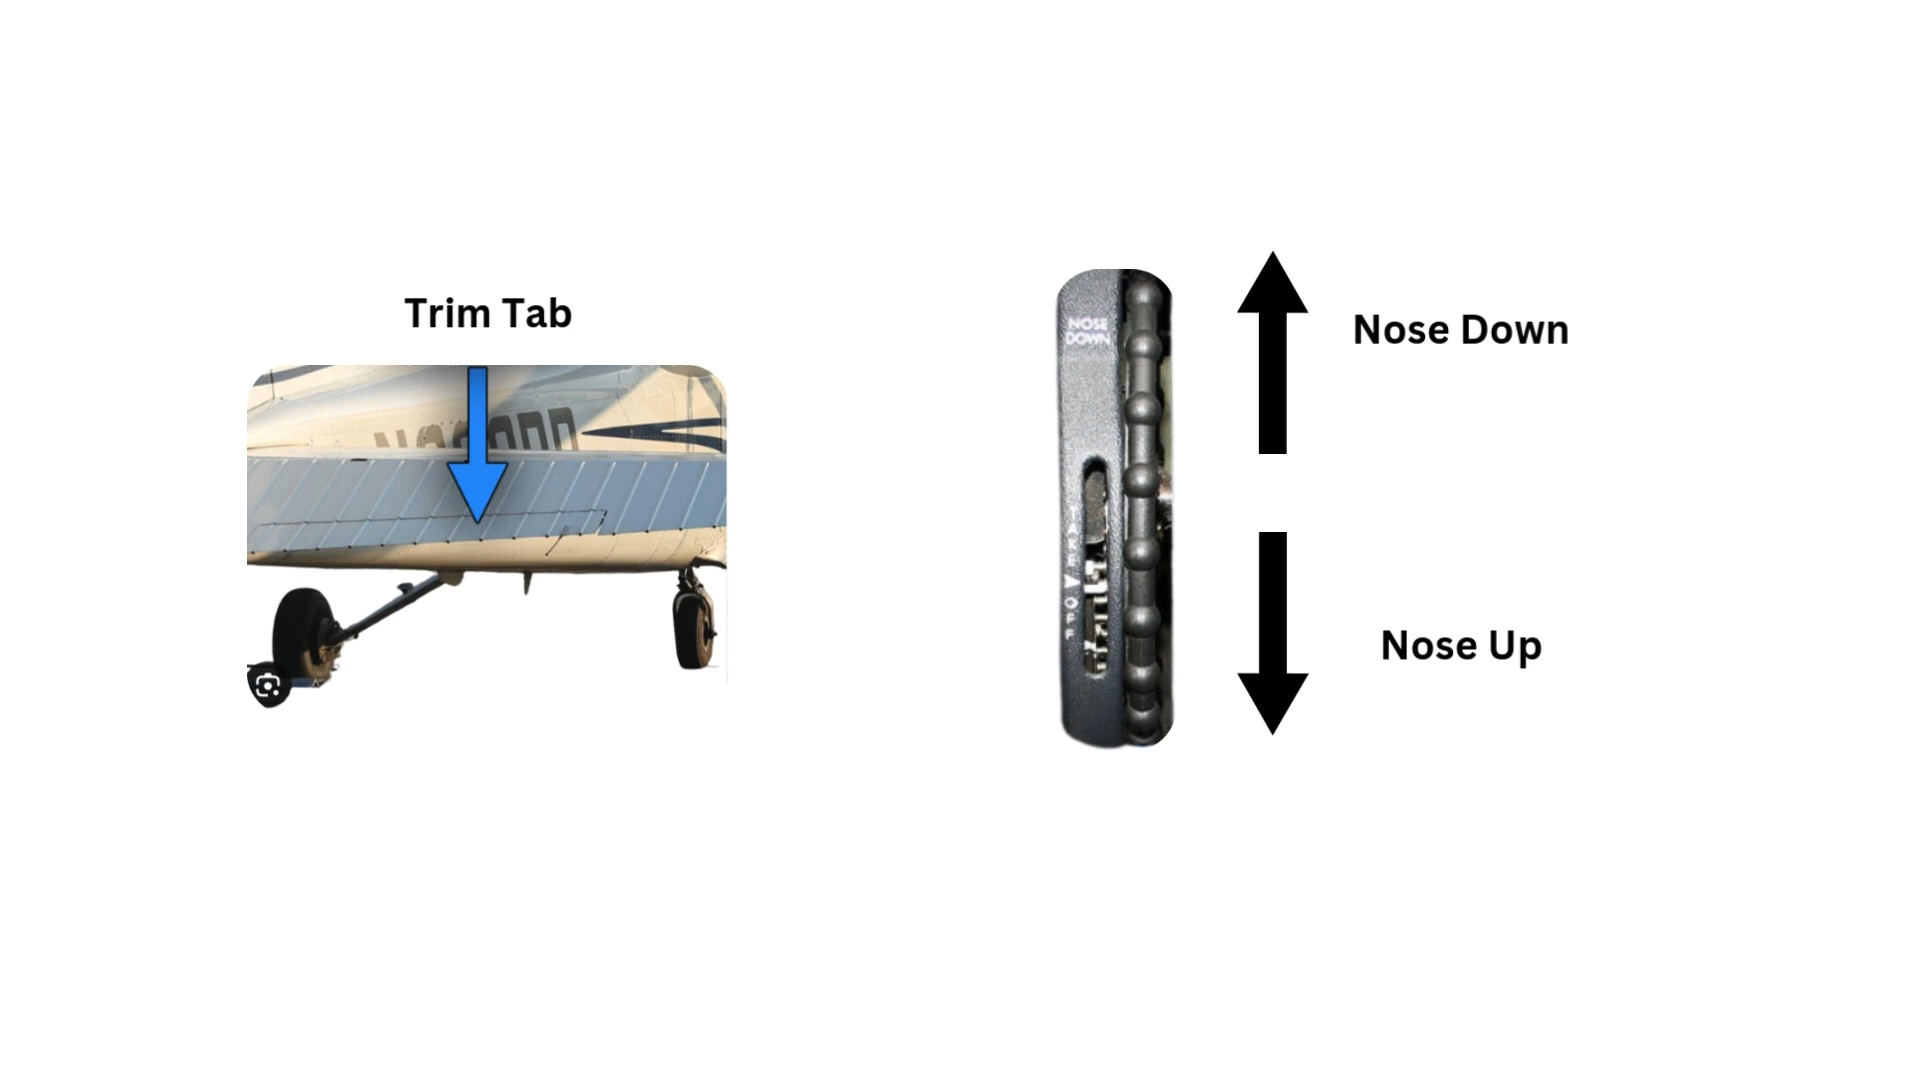 Trim Tab
NOSE
DOWN
TAKE OFF
Nose Down
Nose Up